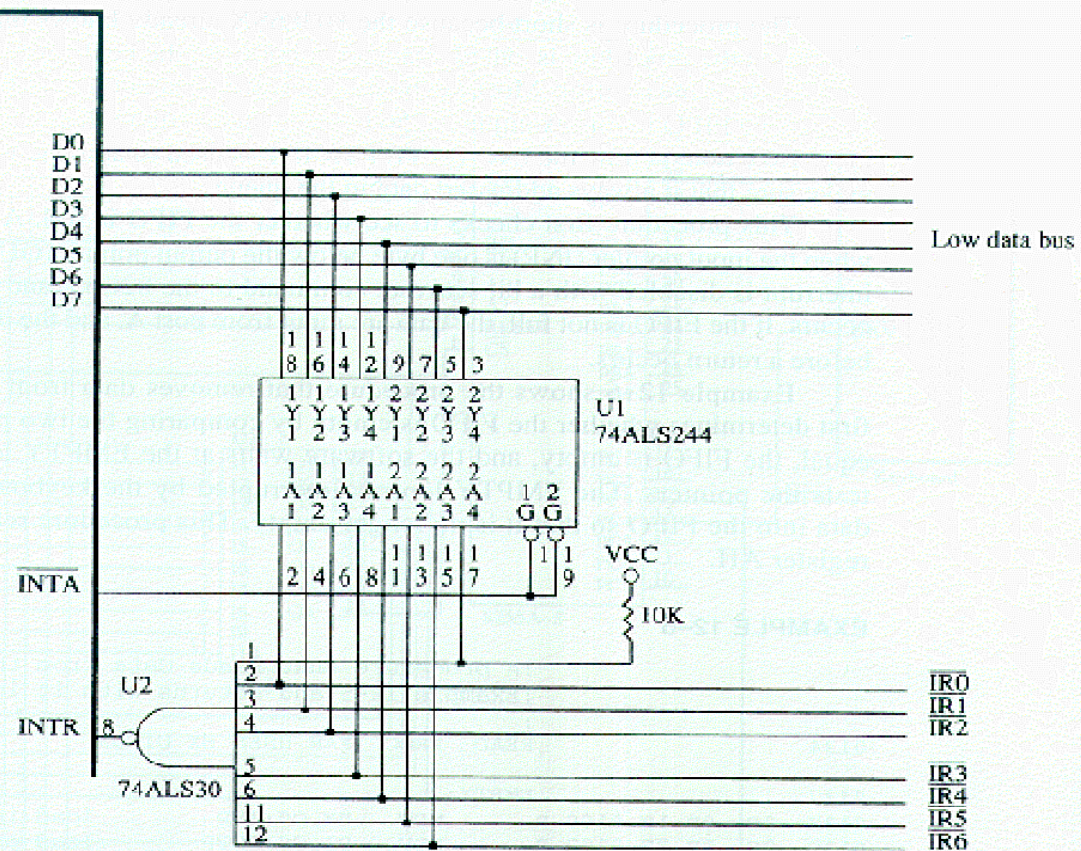 D0
D1
D2
D3
D4
D5
D6
D7
Low data bus
1 1 1 1
8 6 4 2 9 7 5 3
1 1 1 1 2 2 2 2
Y Y Y Y Y Y Y Y
1 2 3 4 1 2 3 4
U1
74ALS244
1 1 1 1 2 2 2 2
A A A A A A A A
1 2 3 4 1 2 3 4
1 2
G G
1 1
9
1 1 1 1
2 4 6 8 1 3 5 7
VCC
10K
INTA
1
2
3
4
5
6
11
12
U2
INTR
8
74ALS30
IR0
IR1
IR2
IR3
IR4
IR5
IR6